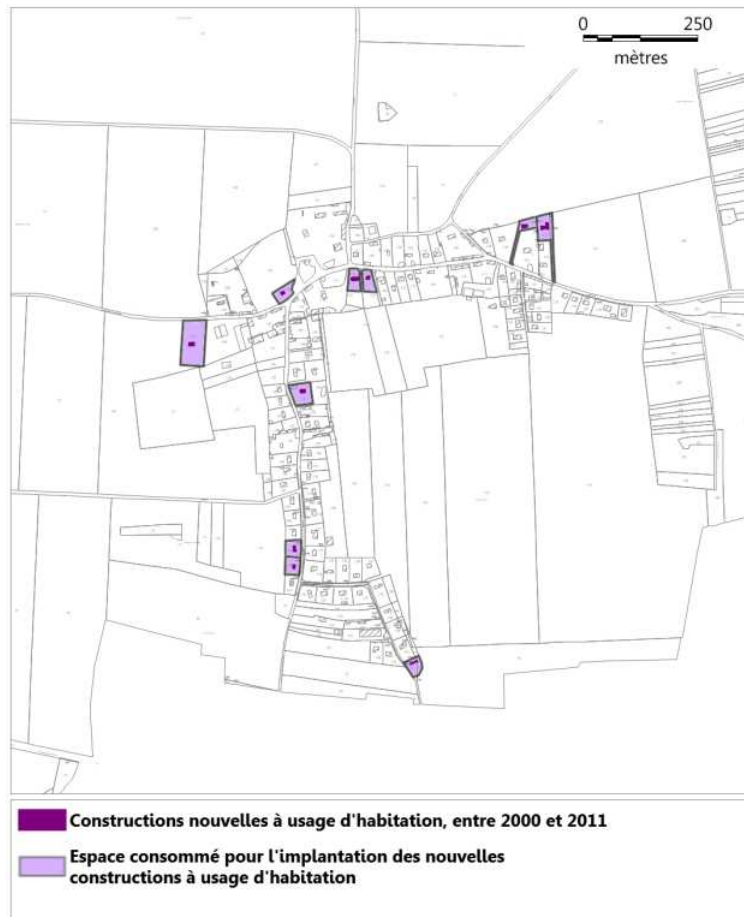 0 250
mètres
Constructions nouvelles à usage d'habitation, entre 2000 et 2011
Espace consommé pour l'implantation des nouvelles
constructions à usage d'habitation